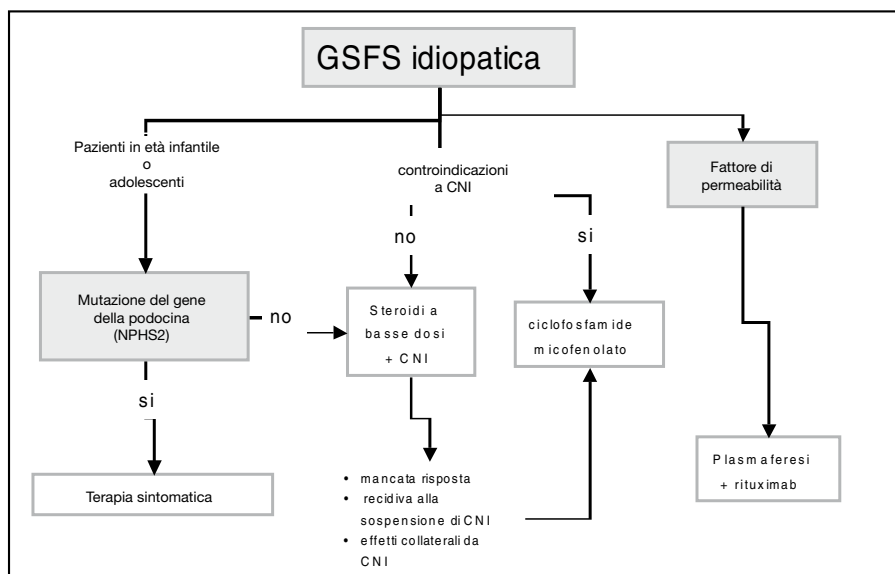 GSFS idiopatica
Pazienti in età infantile
o
adolescenti
controindicazioni
a CNI
Fattore di
permeabilità
no
si
Mutazione del gene
della podocina
(NPHS2)
no
Steroidi a
basse dosi
+ CNI
ciclofosfamide
micofenolato
si
Terapia sintomatica
• mancata risposta
• recidiva alla
sospensione di CNI
• effetti collaterali da
CNI
Plasmaferesi
+ rituximab